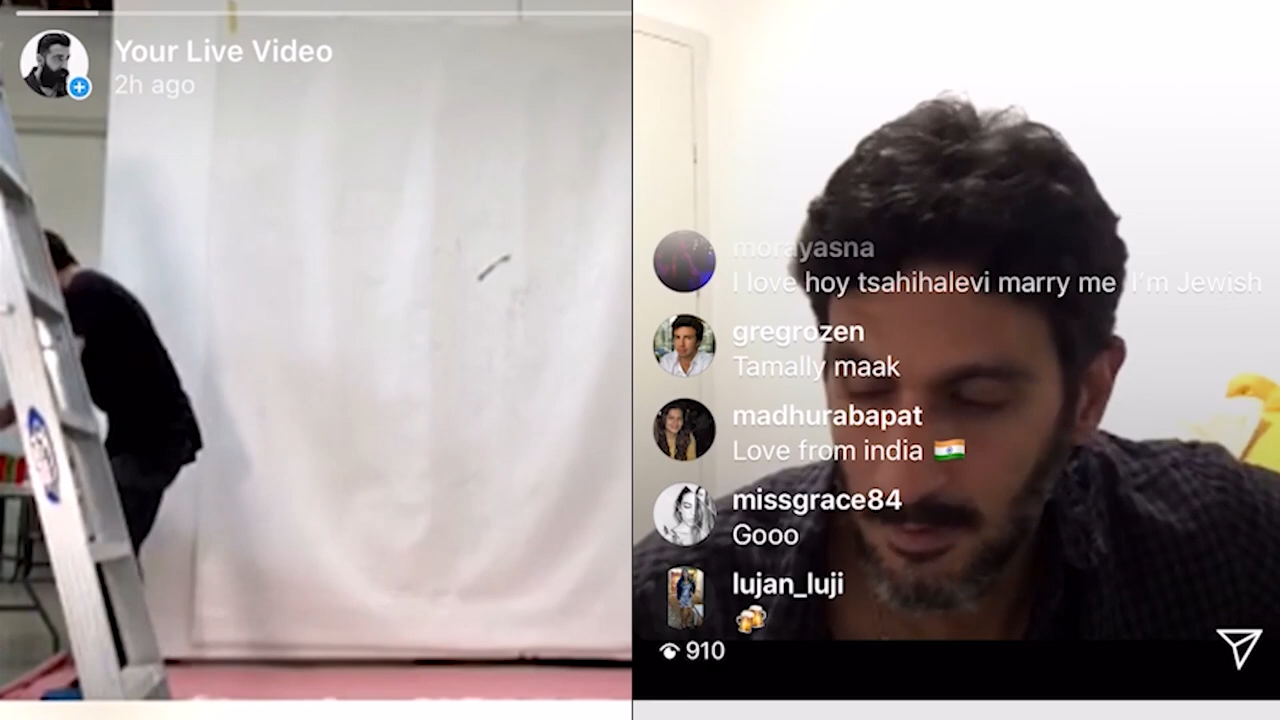 Your Live Video
2h ago
morayasna
I love hoy tsahihalevi marry me I'm Jewish
gregrozen
Tamally maak
madhurabapat
Love from india 🇮🇳
missgrace84
Gooo
lujan_luji
🍻
910